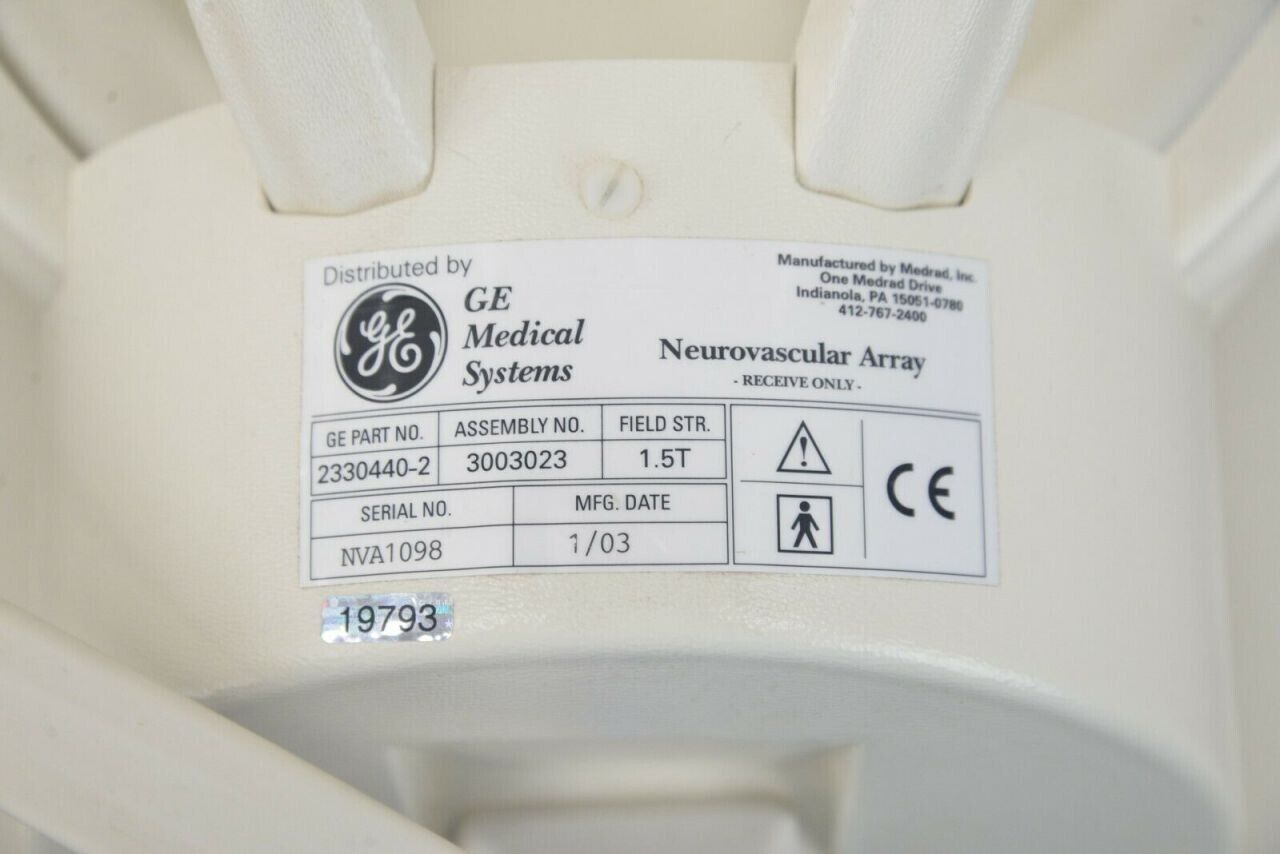 Distributed by
GE
GE
Medical
Systems
Manufactured by Medrad, Inc.
One Medrad Drive
Indianola, PA 15051-0780
412-767-2400
Neurovascular Array
- RECEIVE ONLY -
GE PART NO. ASSEMBLY NO. FIELD STR.
2330440-2 3003023 1.5T
SERIAL NO. MFG. DATE
NVA1098 1/03
CE
19793